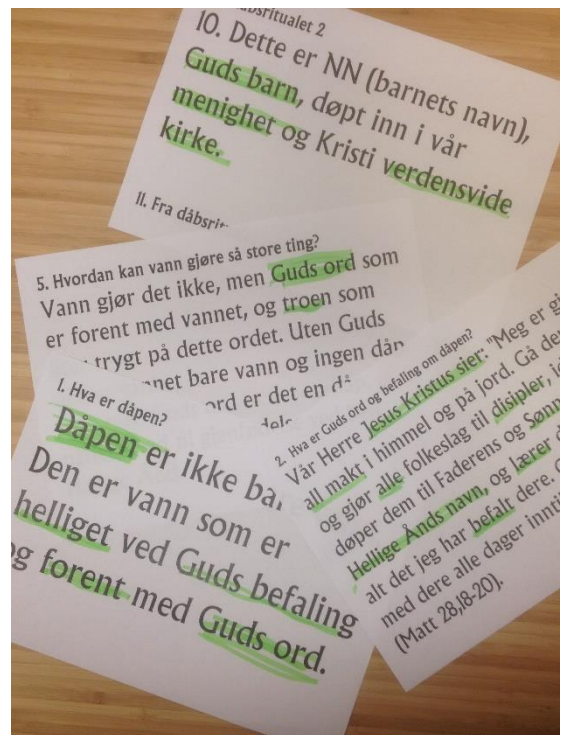 åbsritualet 2
10. Dette er NN (barnets navn),
Guds barn, døpt inn i vår
menighet og Kristi verdensvide
kirke.
II. Fra dåbsrit
5. Hvordan kan vann gjøre så store ting?
Vann gjør det ikke, men Guds ord som
er forent med vannet, og troen som
trygt på dette ordet. Uten Guds
net bare vann og ingen dåp
ord er det en
1. Hva er dåpen?
Dåpen er ikke ba
Den er vann som er
helliget ved Guds befaling
og forent med Guds ord.
2. Hva er Guds ord og befaling om dåpen?
Vår Herre Jesus Kristus sier: "Meg er gi
all makt i himmel og på jord. Gå de
og gjør alle folkeslag til disipler, i
døper dem til Faderens og Sønn
Hellige Ånds navn, og lærer d
alt det jeg har befalt dere. O
med dere alle dager inntil
(Matt 28,18-20).